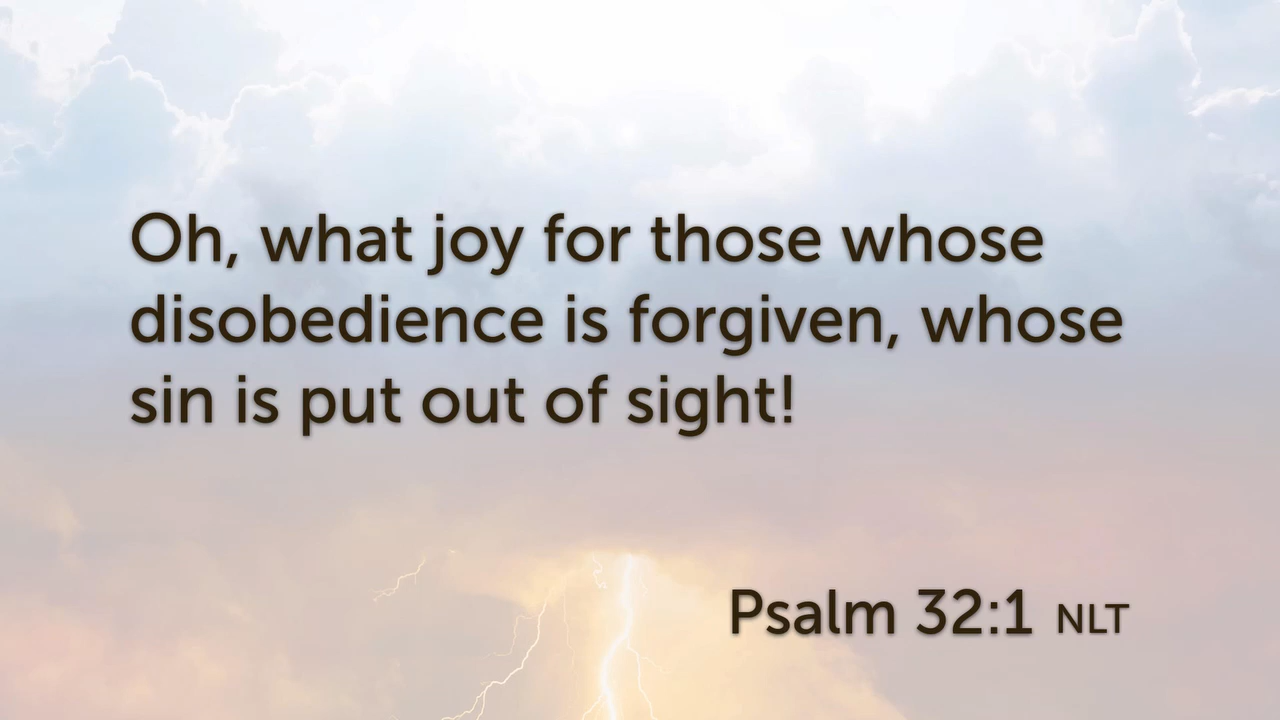 Oh, what joy for those whose
disobedience is forgiven, whose
sin is put out of sight!
Psalm 32:1 NLT